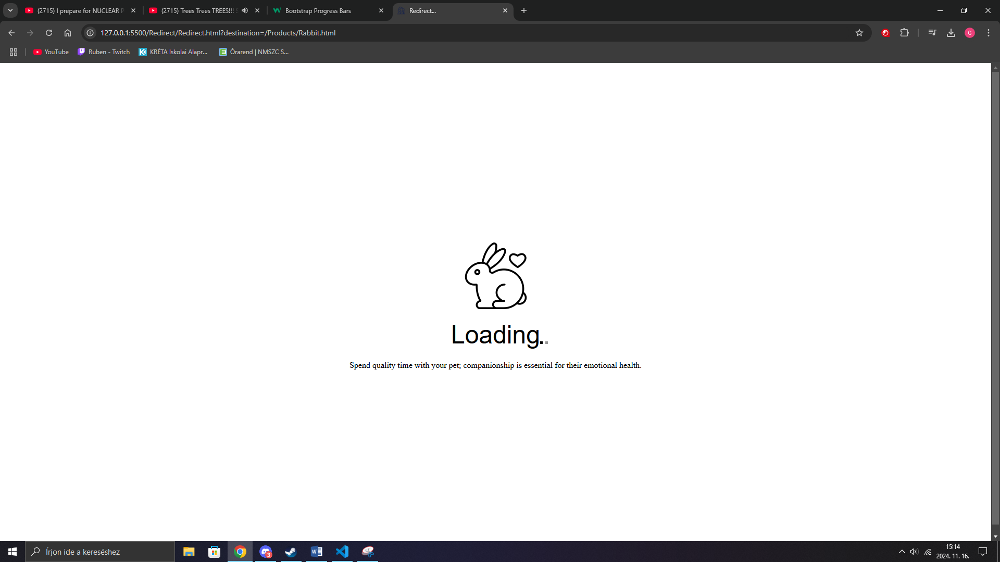 (2715) I prepare for NUCLEAR P
(2715) Trees Trees TREES!!! S
Bootstrap Progress Bars
Redirect...
127.0.0.1:5500/Redirect/Redirect.html?destination=/Products/Rabbit.html
G
YouTube
Ruben - Twitch
KRÉTA Iskolai Alapr...
Órarend | NMSZC S...
Loading..
Spend quality time with your pet; companionship is essential for their emotional health.
Írjon ide a kereséshez
3
15:14
2024. 11. 16.